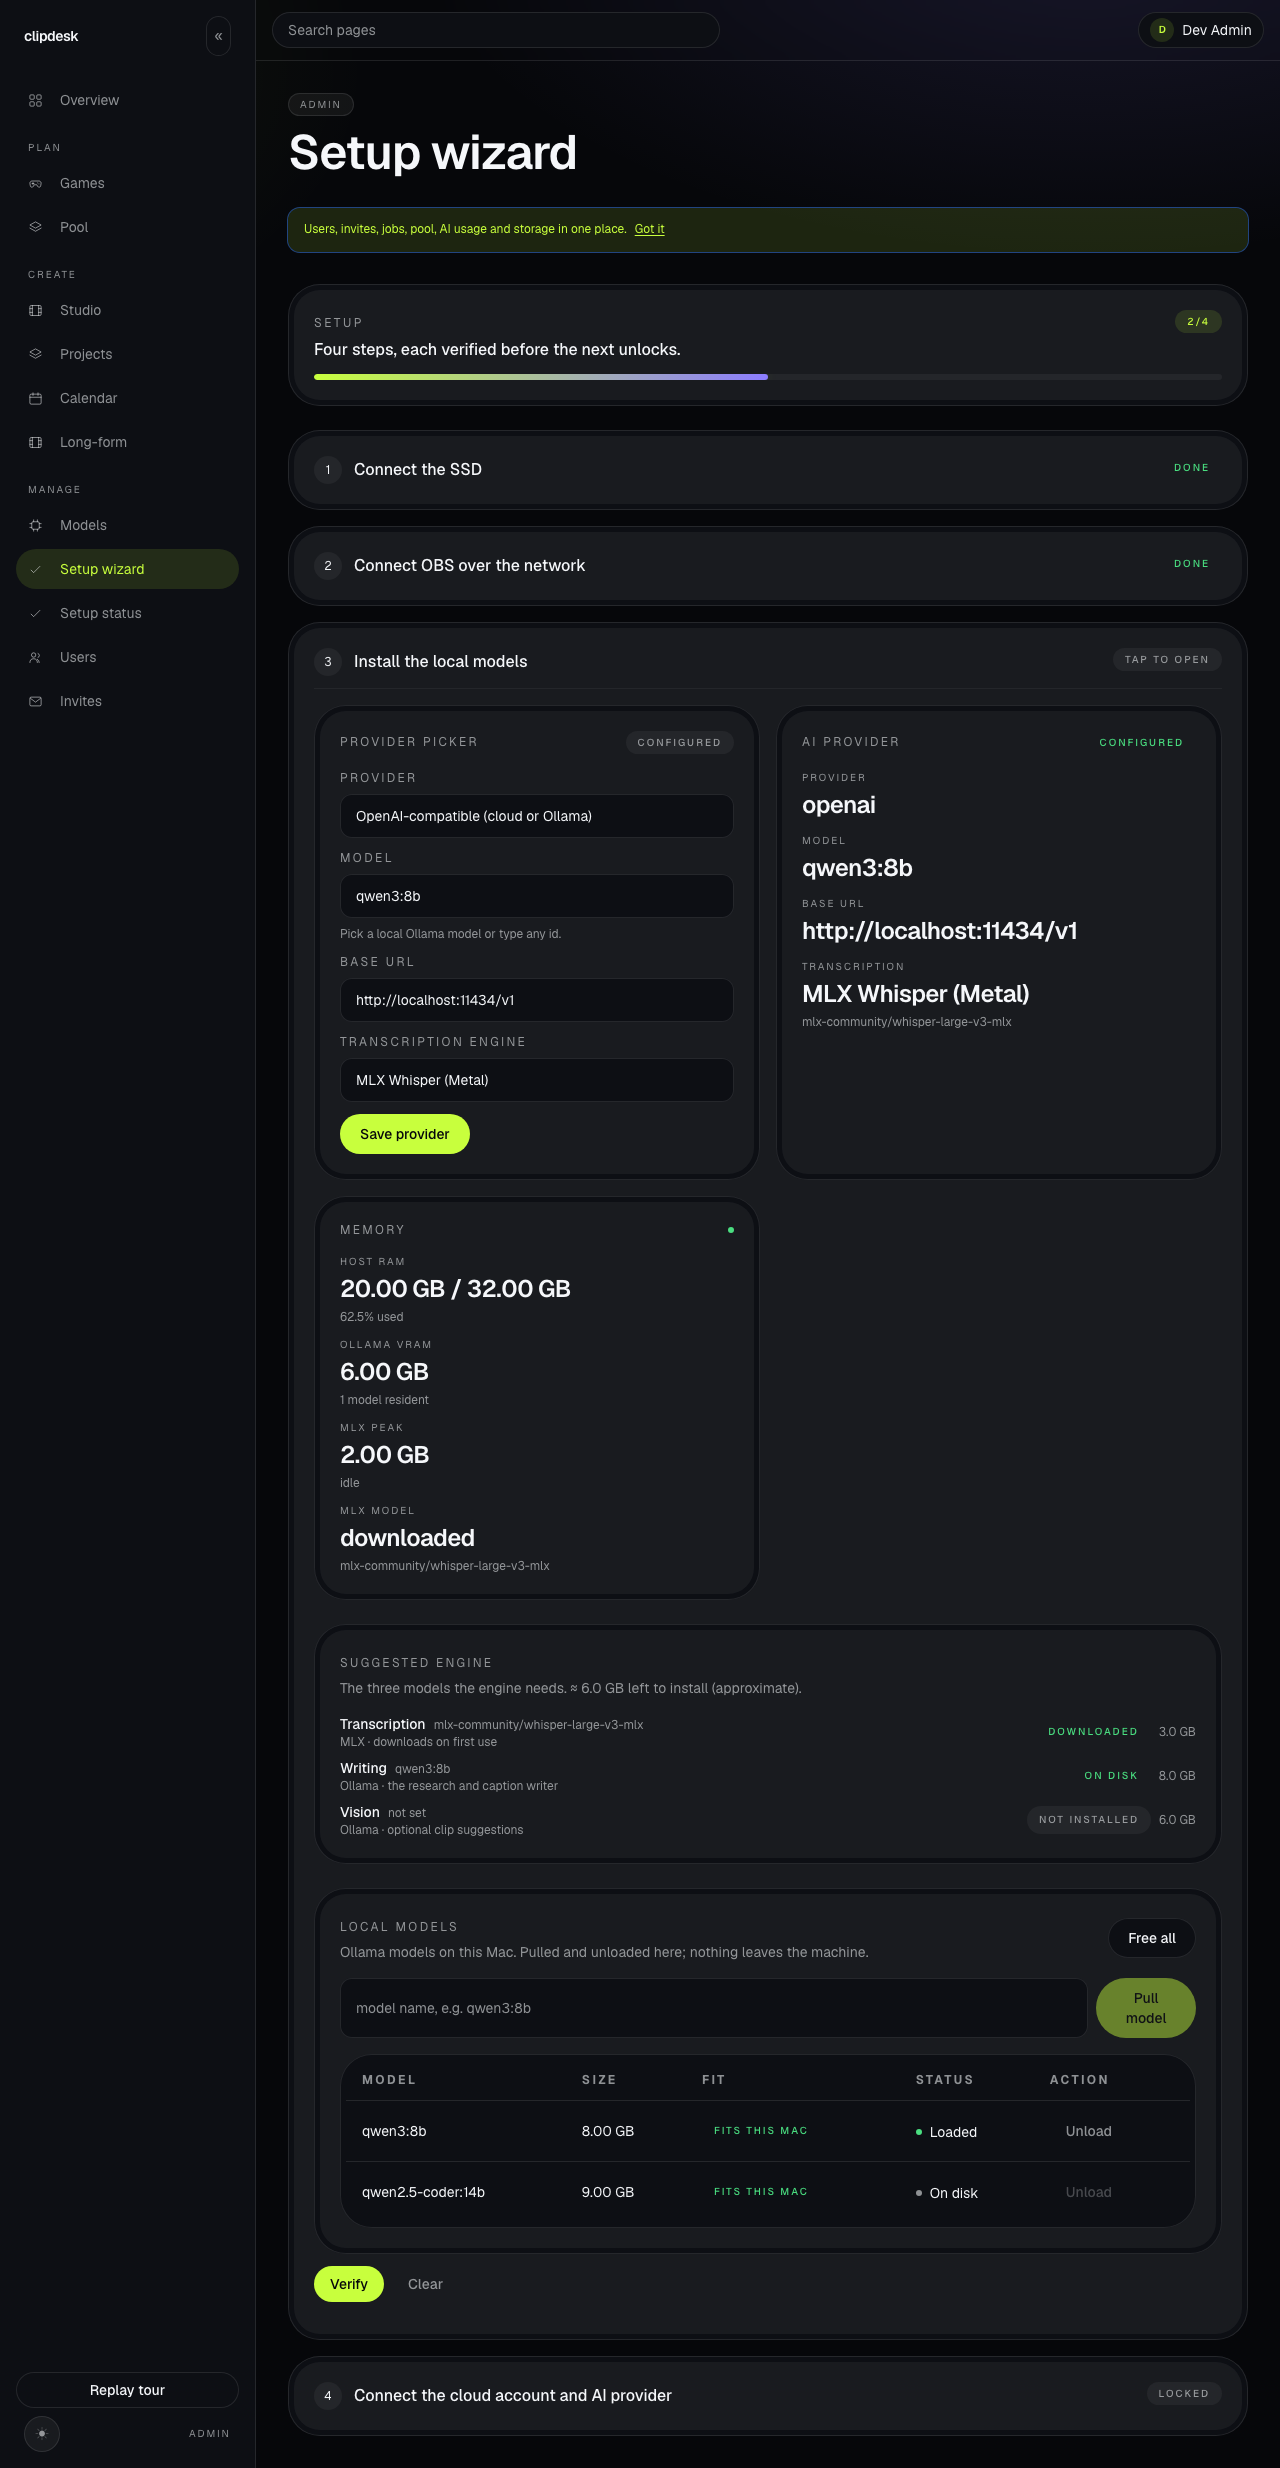 clipdesk
«
Search pages
D
Dev Admin
Overview
PLAN
Games
Pool
CREATE
Studio
Projects
Calendar
Long-form
MANAGE
Models
Setup wizard
Setup status
Users
Invites
Replay tour
ADMIN
ADMIN
Setup wizard
Users, invites, jobs, pool, AI usage and storage in one place. Got it
SETUP
2/4
Four steps, each verified before the next unlocks.
1 Connect the SSD
DONE
2 Connect OBS over the network
DONE
3 Install the local models
TAP TO OPEN
PROVIDER PICKER
CONFIGURED
PROVIDER
OpenAI-compatible (cloud or Ollama)
MODEL
qwen3:8b
Pick a local Ollama model or type any id.
BASE URL
http://localhost:11434/v1
TRANSCRIPTION ENGINE
MLX Whisper (Metal)
Save provider
AI PROVIDER
CONFIGURED
PROVIDER
openai
MODEL
qwen3:8b
BASE URL
http://localhost:11434/v1
TRANSCRIPTION
MLX Whisper (Metal)
mlx-community/whisper-large-v3-mlx
MEMORY
HOST RAM
20.00 GB / 32.00 GB
62.5% used
OLLAMA VRAM
6.00 GB
1 model resident
MLX PEAK
2.00 GB
idle
MLX MODEL
downloaded
mlx-community/whisper-large-v3-mlx
SUGGESTED ENGINE
The three models the engine needs. ≈ 6.0 GB left to install (approximate).
Transcription mlx-community/whisper-large-v3-mlx
MLX · downloads on first use
DOWNLOADED 3.0 GB
Writing qwen3:8b
Ollama · the research and caption writer
ON DISK 8.0 GB
Vision not set
Ollama · optional clip suggestions
NOT INSTALLED 6.0 GB
LOCAL MODELS
Ollama models on this Mac. Pulled and unloaded here; nothing leaves the machine.
Free all
model name, e.g. qwen3:8b
Pull
model
MODEL SIZE FIT STATUS ACTION
qwen3:8b 8.00 GB FITS THIS MAC Loaded Unload
qwen2.5-coder:14b 9.00 GB FITS THIS MAC On disk Unload
Verify
Clear
4 Connect the cloud account and AI provider
LOCKED